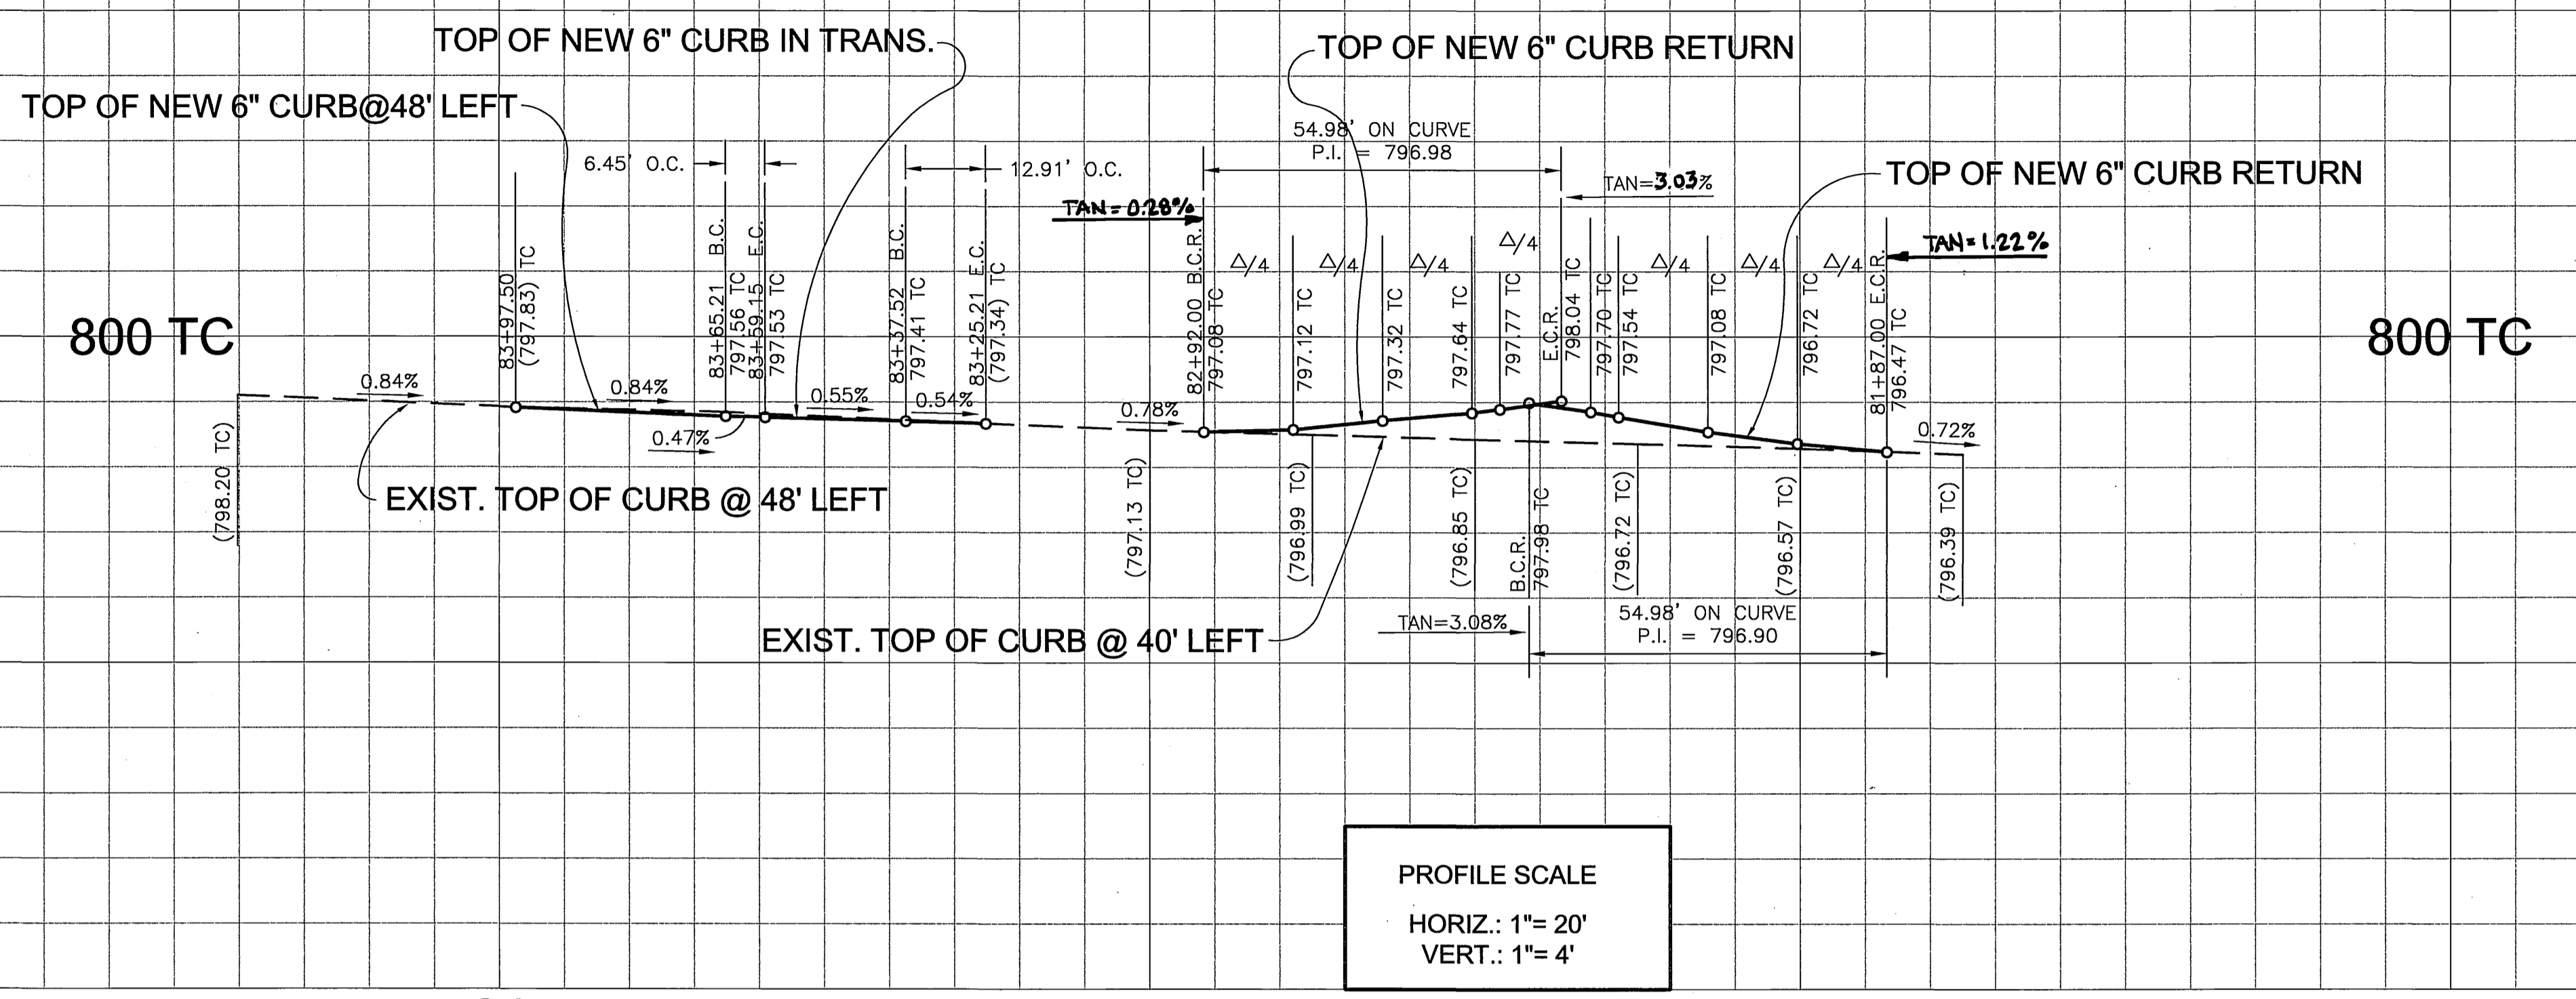 TOP OF NEW 6" CURB IN TRANS.
TOP OF NEW 6" CURB RETURN
TOP OF NEW 6" CURB@48' LEFT
54.98' ON CURVE
P.I. = 796.98
6.45' O.C.
12.91' O.C.
TOP OF NEW 6" CURB RETURN
TAN=3.03%
TAN=0.28%
TAN=1.22%
83+97.50
(797.83) TC
83+65.21 B.C.
797.56 TC
83+59.15 E.C.
797.53 TC
83+37.52 B.C.
797.41 TC
83+25.21 E.C.
(797.34) TC
82+92.00 B.C.R.
797.08 TC
Δ/4
797.12 TC
Δ/4
797.32 TC
Δ/4
797.64 TC
Δ/4
797.77 TC
E.C.R.
798.04 TC
797.70 TC
797.54 TC
Δ/4
797.08 TC
Δ/4
796.72 TC
Δ/4
81+87.00 E.C.R.
796.47 TC
800 TC
800 TC
0.84%
0.84%
0.47%
0.55%
0.54%
0.78%
0.72%
(798.20 TC)
EXIST. TOP OF CURB @ 48' LEFT
(797.13 TC)
(796.99 TC)
(796.85 TC)
B.C.R.
797.98 TC
(796.72 TC)
(796.57 TC)
(796.39 TC)
EXIST. TOP OF CURB @ 40' LEFT
TAN=3.08%
54.98' ON CURVE
P.I. = 796.90
PROFILE SCALE
HORIZ.: 1"= 20'
VERT.: 1"= 4'